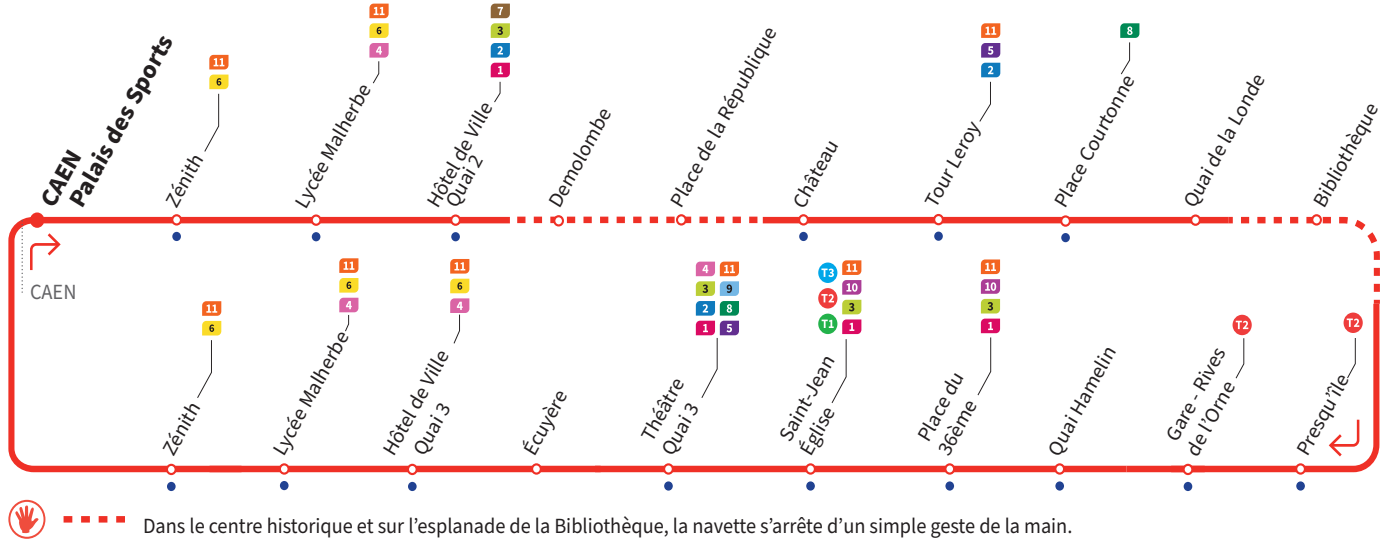 CAEN
Palais des Sports
Zénith
11
6
Lycée Malherbe
11
6
4
Hôtel de Ville
Quai 2
7
3
2
1
Demolombe
Place de la République
Château
Tour Leroy
11
5
2
Place Courtonne
8
Quai de la Londe
Bibliothèque
CAEN
Zénith
11
6
Lycée Malherbe
11
6
4
Hôtel de Ville
Quai 3
11
6
4
Écuyère
Théâtre
Quai 3
4 11
3 9
2 8
1 5
Saint-Jean
Église
T3 11
T2 10
T1 3
1
Place du
36ème
11
10
3
1
Quai Hamelin
Gare - Rives
de l'Orne
T2
Presqu'île
T2
Dans le centre historique et sur l'esplanade de la Bibliothèque, la navette s'arrête d'un simple geste de la main.